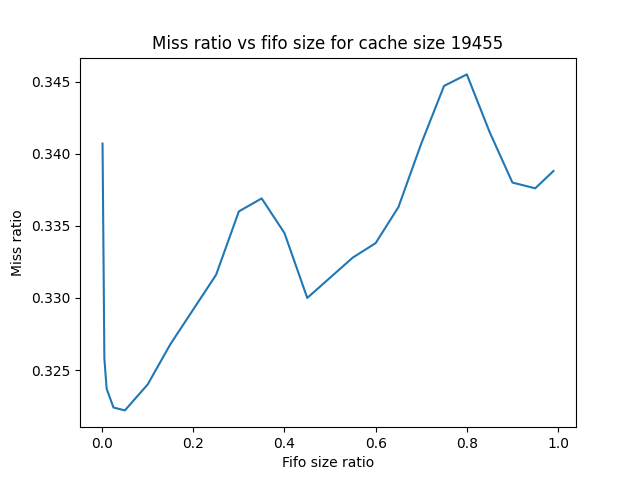 Miss ratio vs fifo size for cache size 19455
0.345
0.340
0.335
0.330
0.325
Miss ratio
0.0 0.2 0.4 0.6 0.8 1.0
Fifo size ratio